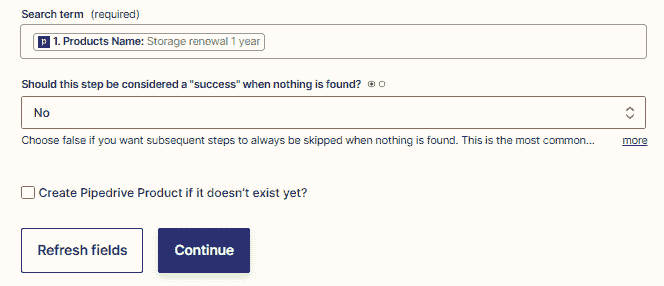 Search term (required)
p 1. Products Name: Storage renewal 1 year
Should this step be considered a "success" when nothing is found?
No
Choose false if you want subsequent steps to always be skipped when nothing is found. This is the most common... more
Create Pipedrive Product if it doesn't exist yet?
Refresh fields Continue